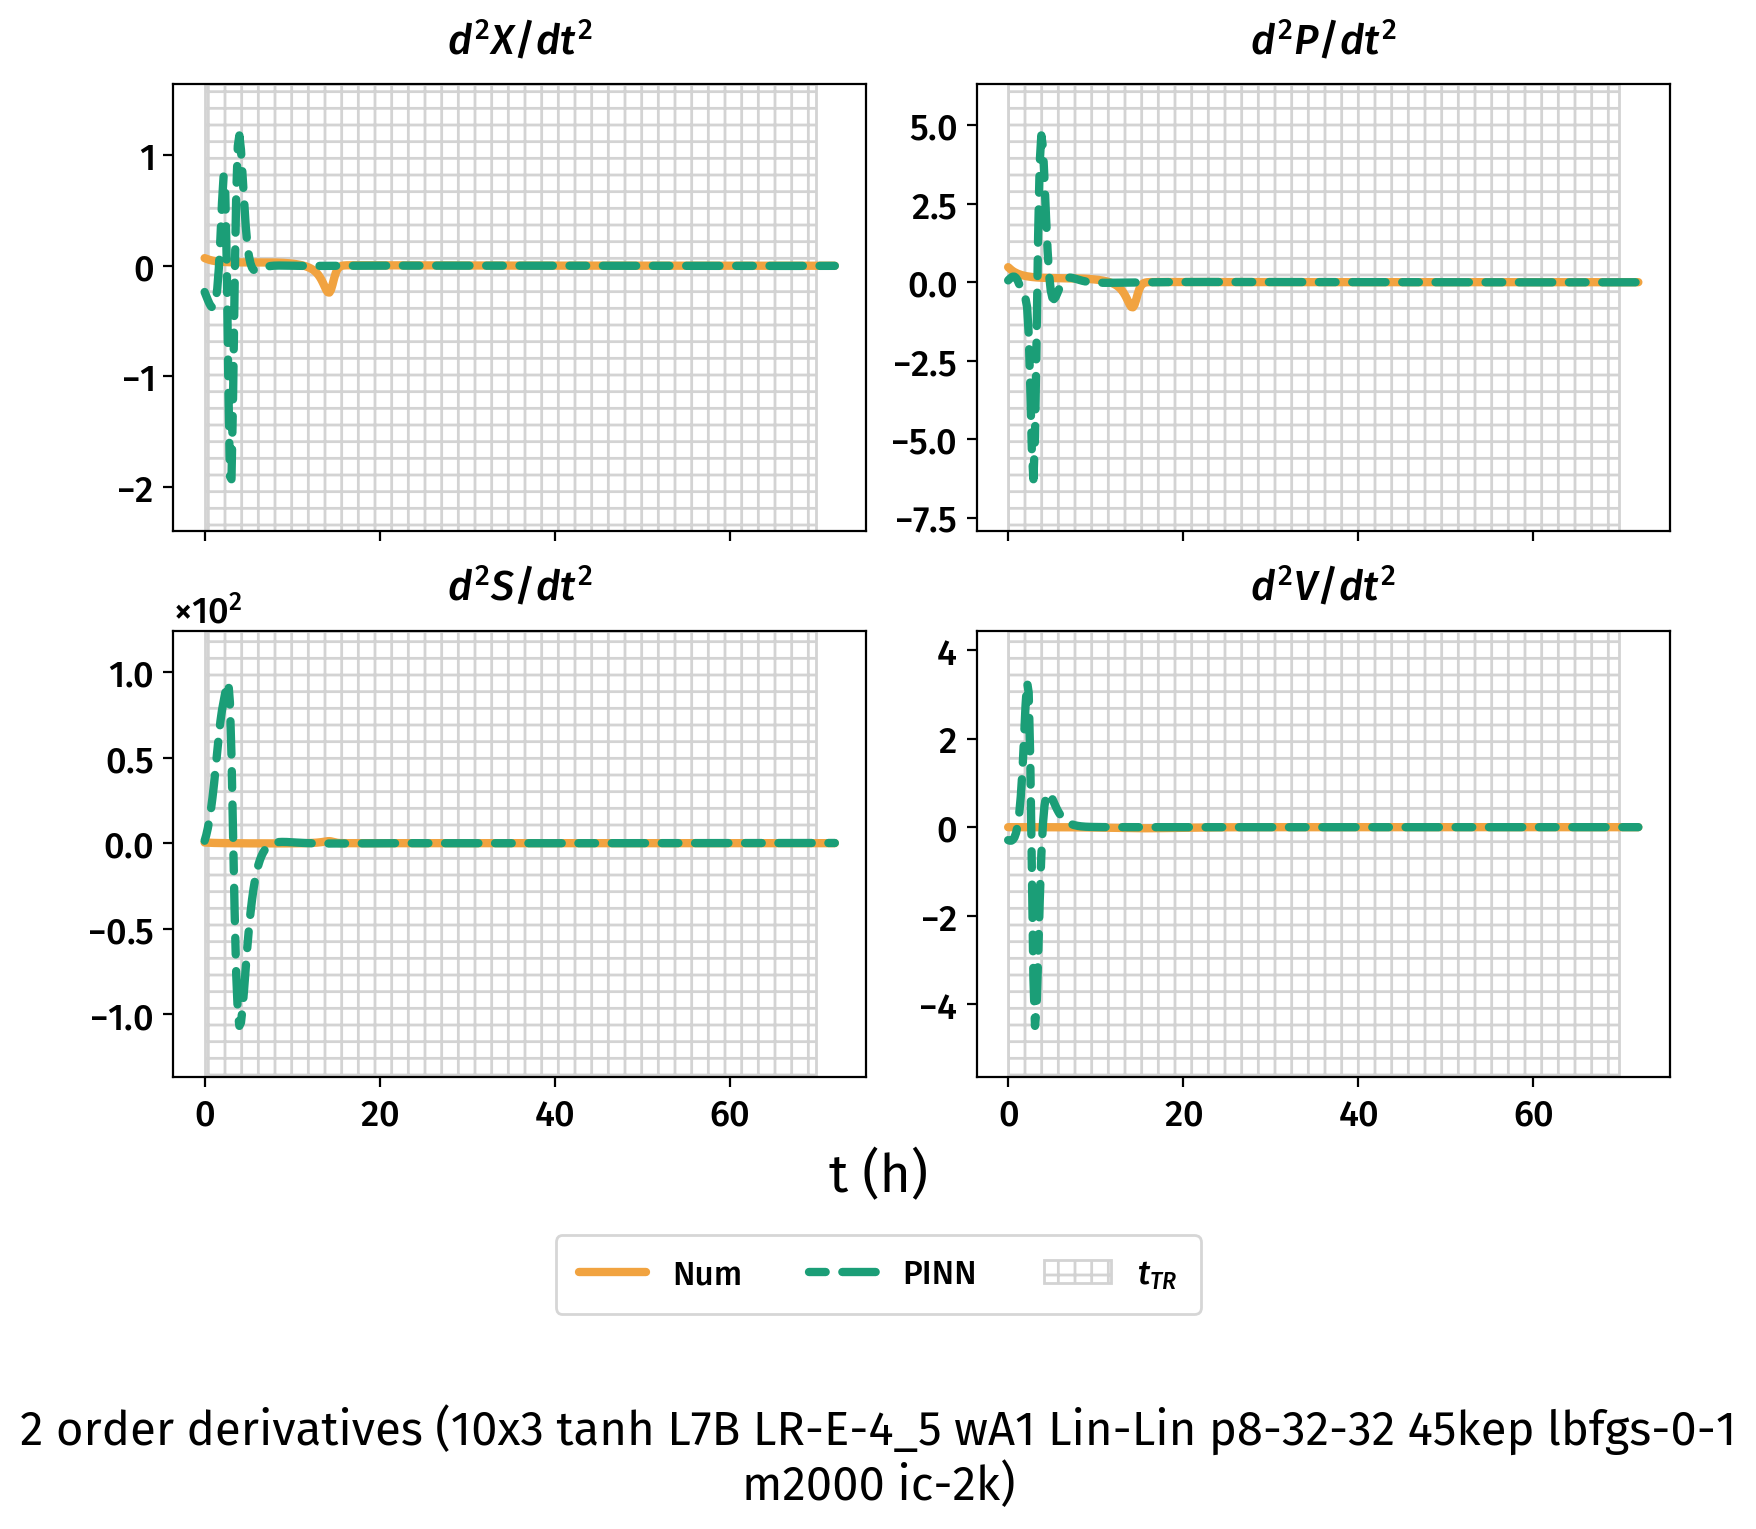 d²X/dt²
d²P/dt²
1
0
−1
−2
5.0
2.5
0.0
−2.5
−5.0
−7.5
d²S/dt²
d²V/dt²
×10²
1.0
0.5
0.0
−0.5
−1.0
4
2
0
−2
−4
0 20 40 60
0 20 40 60
t (h)
Num PINN t_TR
2 order derivatives (10x3 tanh L7B LR-E-4_5 wA1 Lin-Lin p8-32-32 45kep lbfgs-0-1
m2000 ic-2k)